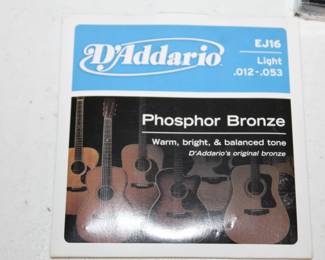 D'Addario
EJ16
Light
.012-.053
Phosphor Bronze
Warm, bright, & balanced tone
D'Addario's original bronze